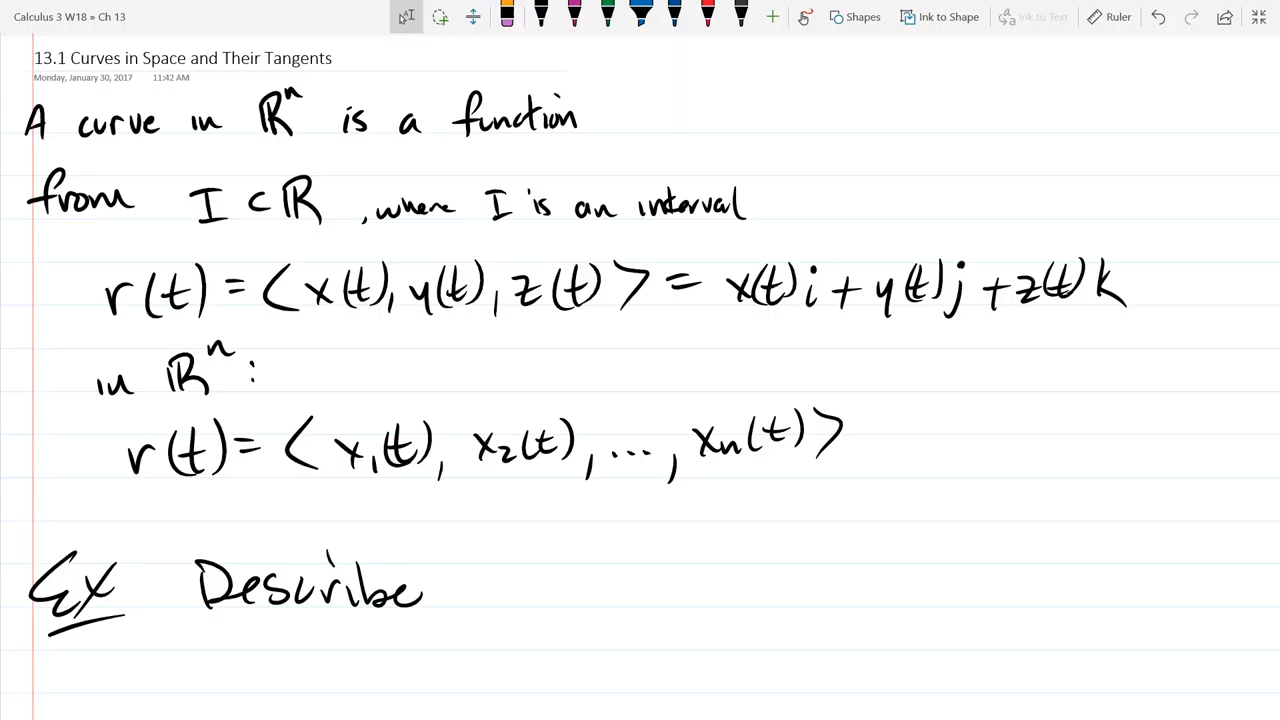 Calculus 3 W18 » Ch 13
Shapes
Ink to Shape
Ink to Text
Ruler
13.1 Curves in Space and Their Tangents
Monday, January 30, 2017 11:42 AM
A curve in ℝⁿ is a function
from I ⊂ ℝ, where I is an interval
r(t) = ⟨x(t), y(t), z(t)⟩ = x(t)i + y(t)j + z(t)k
in ℝⁿ:
r(t) = ⟨x₁(t), x₂(t), ..., xₙ(t)⟩
Ex Describe